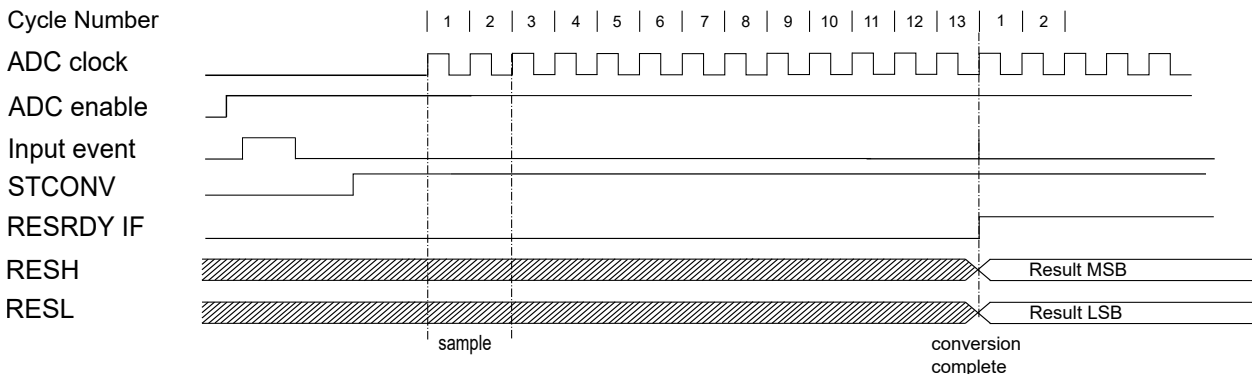 Cycle Number 1 2 3 4 5 6 7 8 9 10 11 12 13 1 2
ADC clock
ADC enable
Input event
STCONV
RESRDY IF
RESH Result MSB
RESL Result LSB
sample
conversion
complete